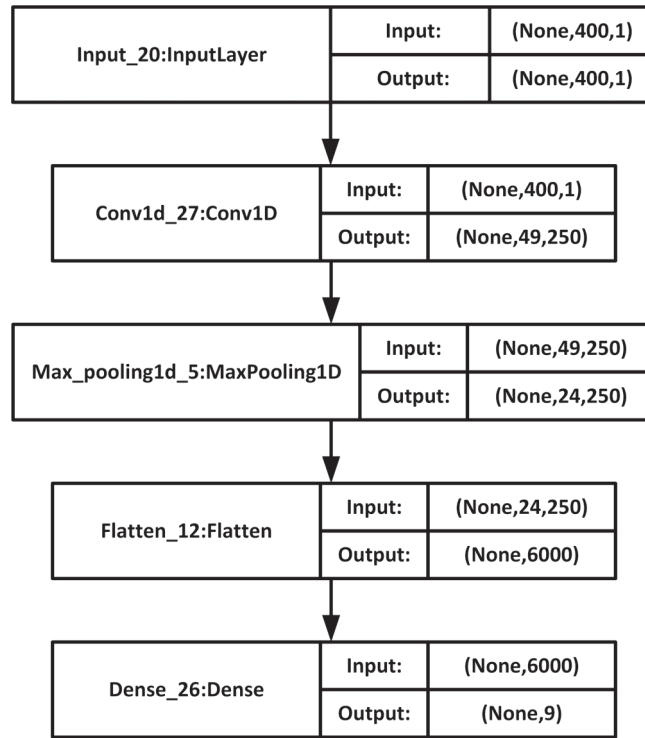 Input_20:InputLayer
Input: (None,400,1)
Output: (None,400,1)
Conv1d_27:Conv1D
Input: (None,400,1)
Output: (None,49,250)
Max_pooling1d_5:MaxPooling1D
Input: (None,49,250)
Output: (None,24,250)
Flatten_12:Flatten
Input: (None,24,250)
Output: (None,6000)
Dense_26:Dense
Input: (None,6000)
Output: (None,9)